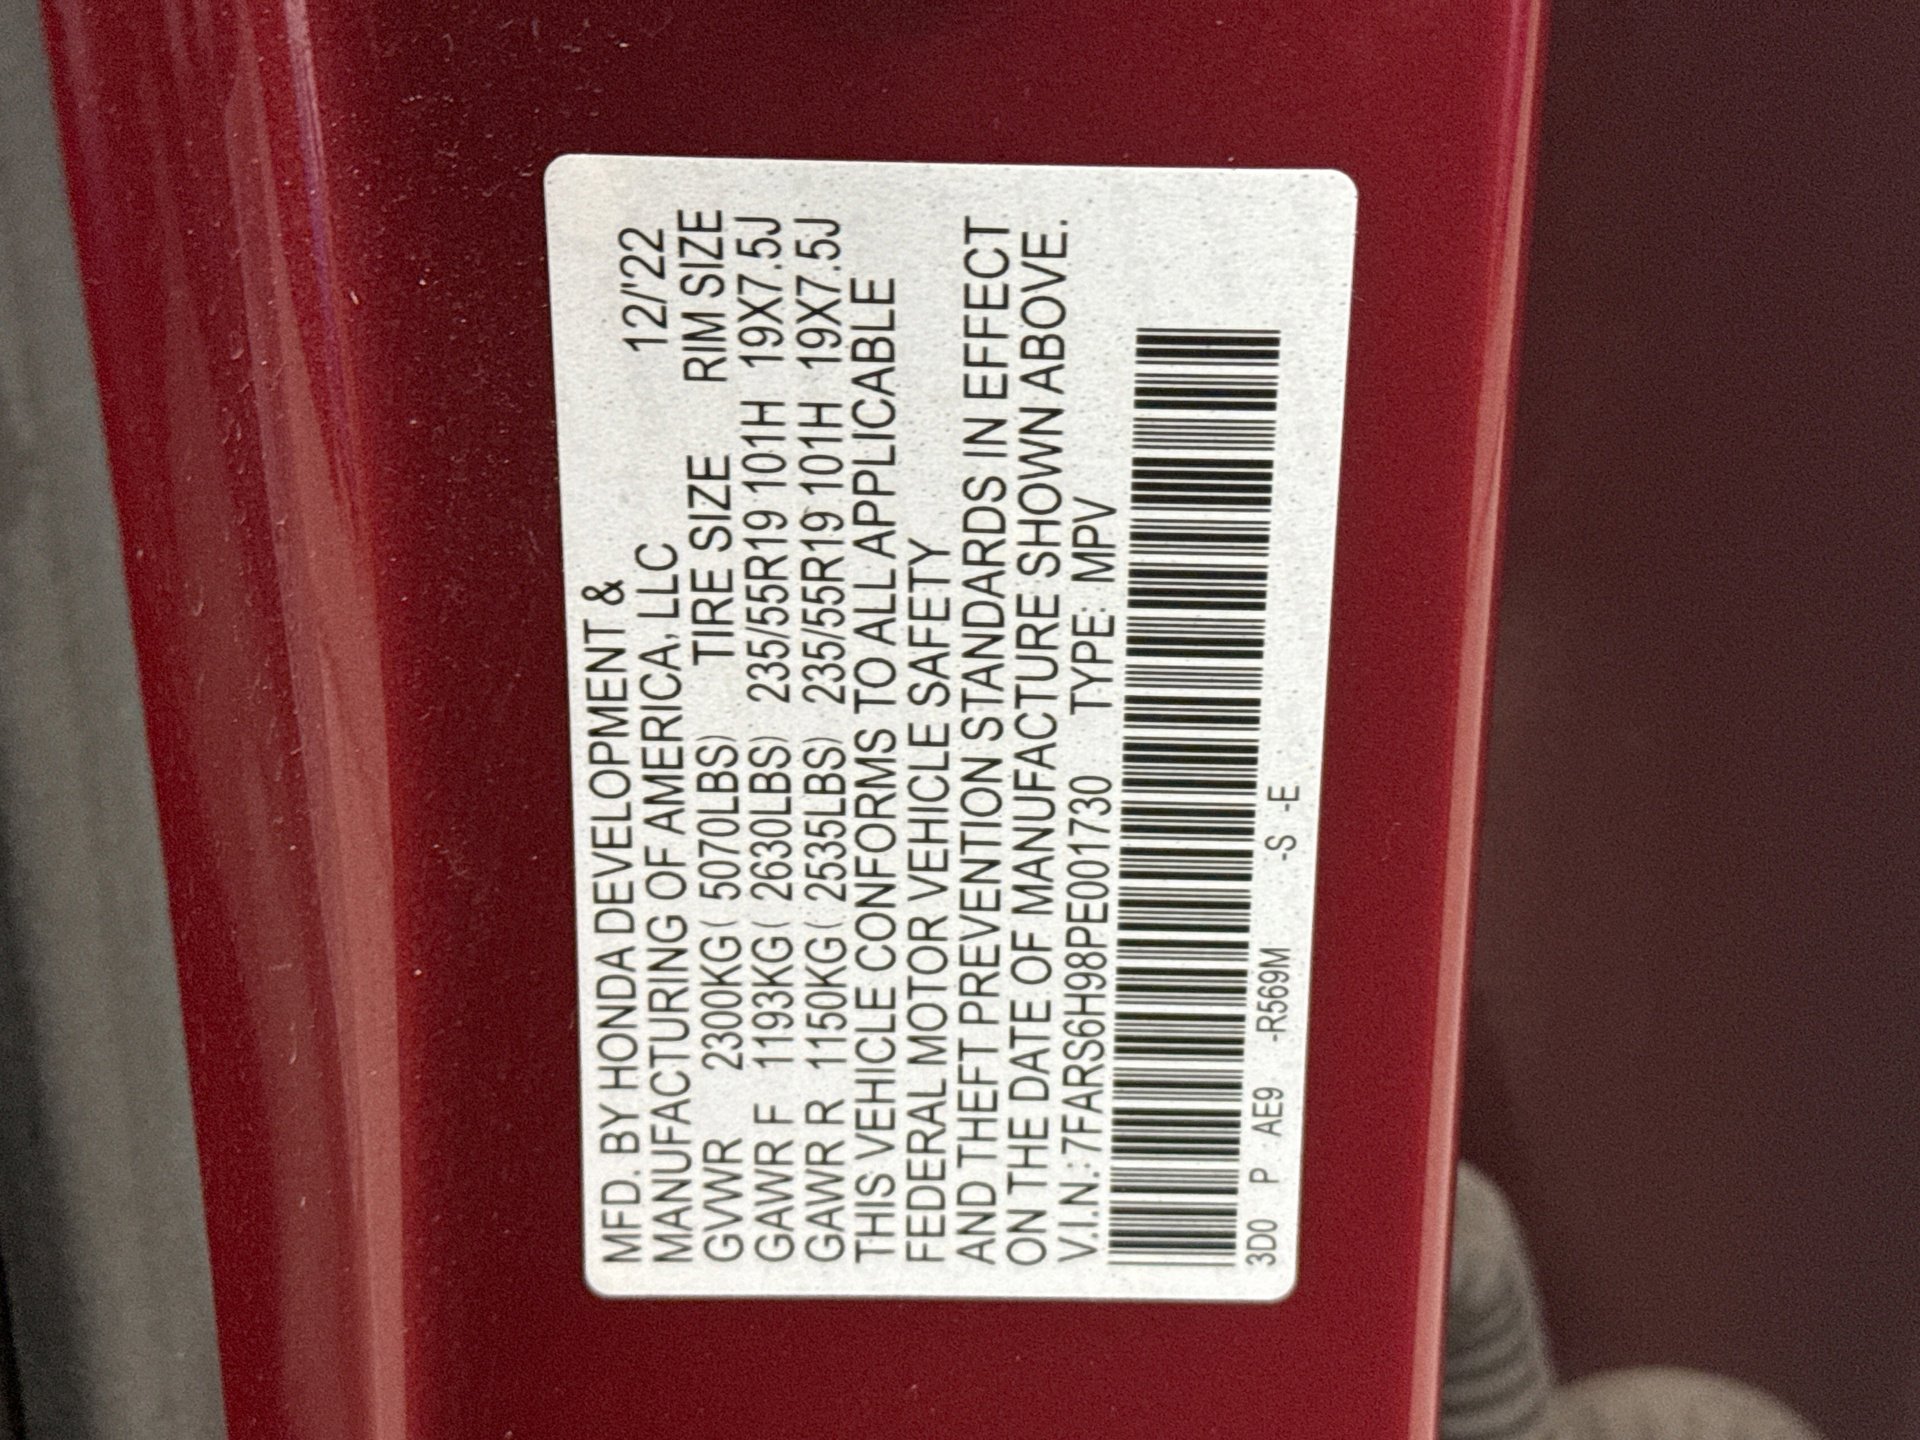 MFD. BY HONDA DEVELOPMENT &
MANUFACTURING OF AMERICA, LLC 12/'22
GVWR 2300KG( 5070LBS) TIRE SIZE RIM SIZE
GAWR F 1193KG( 2630LBS) 235/55R19 101H 19X7.5J
GAWR R 1150KG( 2535LBS) 235/55R19 101H 19X7.5J
THIS VEHICLE CONFORMS TO ALL APPLICABLE
FEDERAL MOTOR VEHICLE SAFETY
AND THEFT PREVENTION STANDARDS IN EFFECT
ON THE DATE OF MANUFACTURE SHOWN ABOVE.
V.I.N.: 7FARS6H98PE001730 TYPE: MPV
3D0 P AE9 -R569M -S -E